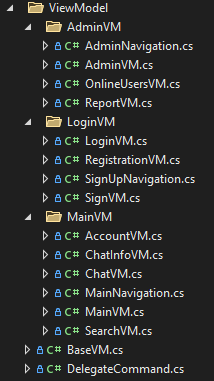 ViewModel
AdminVM
C# AdminNavigation.cs
C# AdminVM.cs
C# OnlineUsersVM.cs
C# ReportVM.cs
LoginVM
C# LoginVM.cs
C# RegistrationVM.cs
C# SignUpNavigation.cs
C# SignVM.cs
MainVM
C# AccountVM.cs
C# ChatInfoVM.cs
C# ChatVM.cs
C# MainNavigation.cs
C# MainVM.cs
C# SearchVM.cs
C# BaseVM.cs
C# DelegateCommand.cs